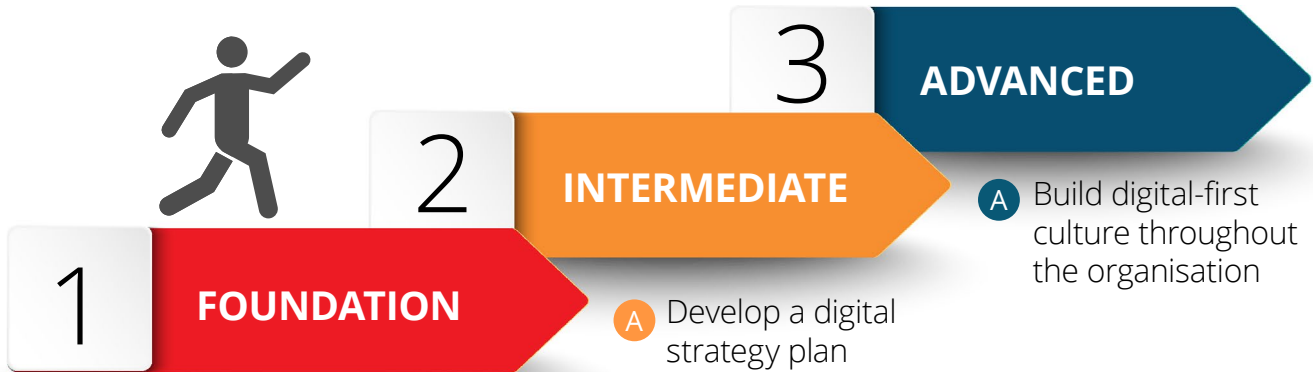 3
ADVANCED
2
INTERMEDIATE
A Build digital-first
culture throughout
the organisation
1
FOUNDATION
A Develop a digital
strategy plan